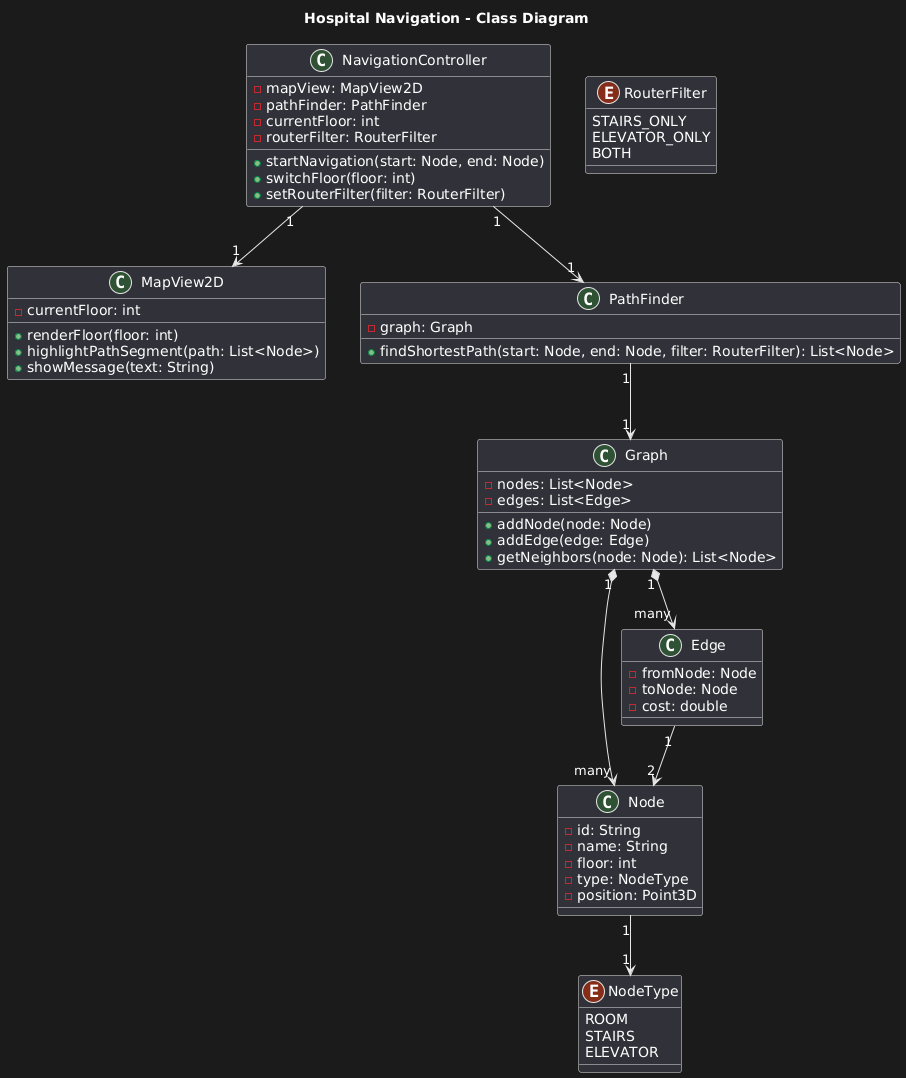 Hospital Navigation - Class Diagram
C NavigationController
mapView: MapView2D
pathFinder: PathFinder
currentFloor: int
routerFilter: RouterFilter
startNavigation(start: Node, end: Node)
switchFloor(floor: int)
setRouterFilter(filter: RouterFilter)
E RouterFilter
STAIRS_ONLY
ELEVATOR_ONLY
BOTH
1
1
1
1
C MapView2D
currentFloor: int
renderFloor(floor: int)
highlightPathSegment(path: List<Node>)
showMessage(text: String)
C PathFinder
graph: Graph
findShortestPath(start: Node, end: Node, filter: RouterFilter): List<Node>
1
1
C Graph
nodes: List<Node>
edges: List<Edge>
addNode(node: Node)
addEdge(edge: Edge)
getNeighbors(node: Node): List<Node>
1
1
many
C Edge
fromNode: Node
toNode: Node
cost: double
1
many
2
C Node
id: String
name: String
floor: int
type: NodeType
position: Point3D
1
1
E NodeType
ROOM
STAIRS
ELEVATOR